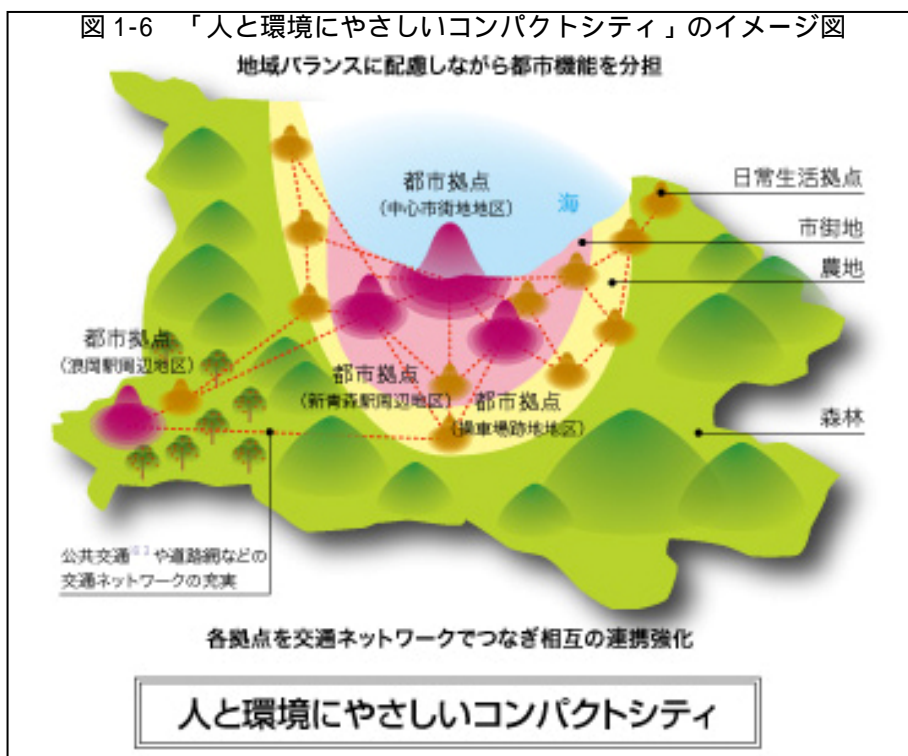 図1-6 「人と環境にやさしいコンパクトシティ」のイメージ図
地域バランスに配慮しながら都市機能を分担
都市拠点
(中心市街地地区)
海
日常生活拠点
市街地
農地
都市拠点
(浪岡駅周辺地区)
都市拠点
(新青森駅周辺地区)
都市拠点
(操車場跡地地区)
森林
公共交通や道路網などの
交通ネットワークの充実
各拠点を交通ネットワークでつなぎ相互の連携強化
人と環境にやさしいコンパクトシティ